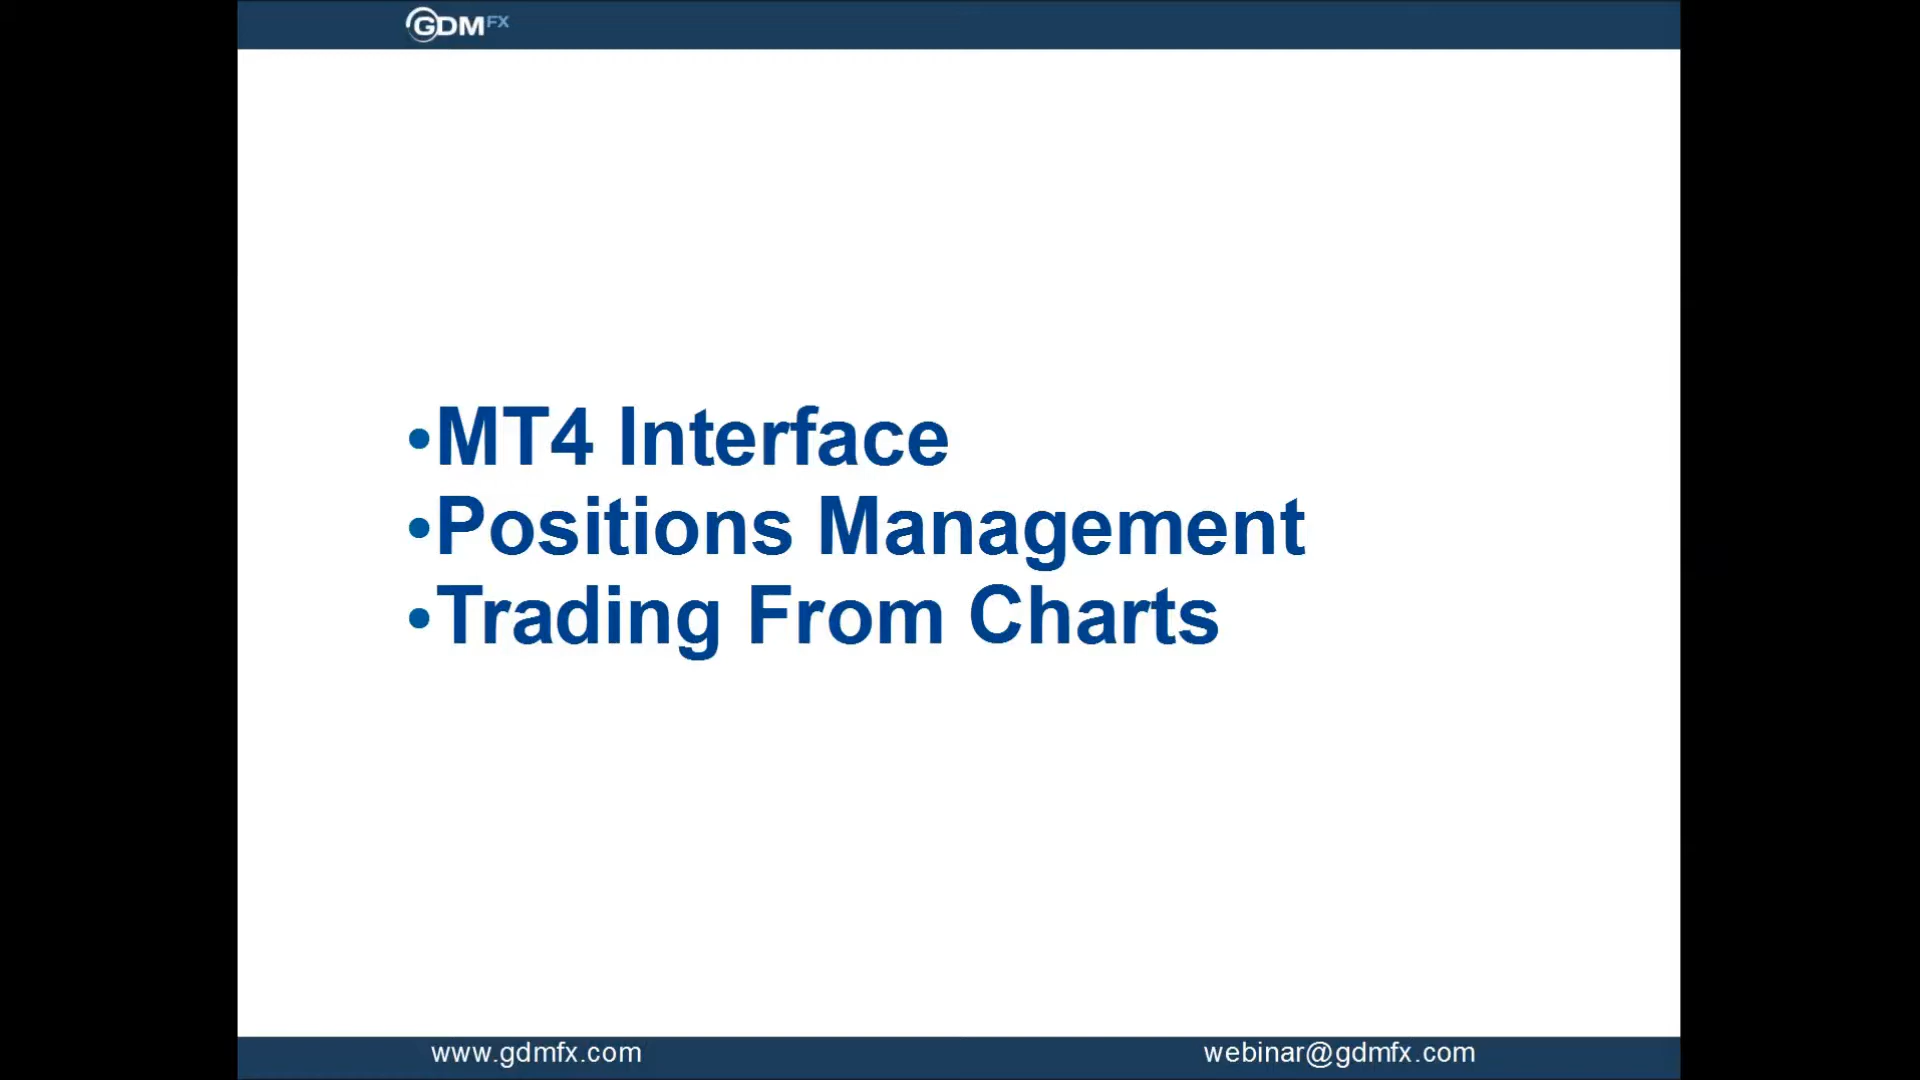 GDMFX
•MT4 Interface
•Positions Management
•Trading From Charts
www.gdmfx.com
webinar@gdmfx.com